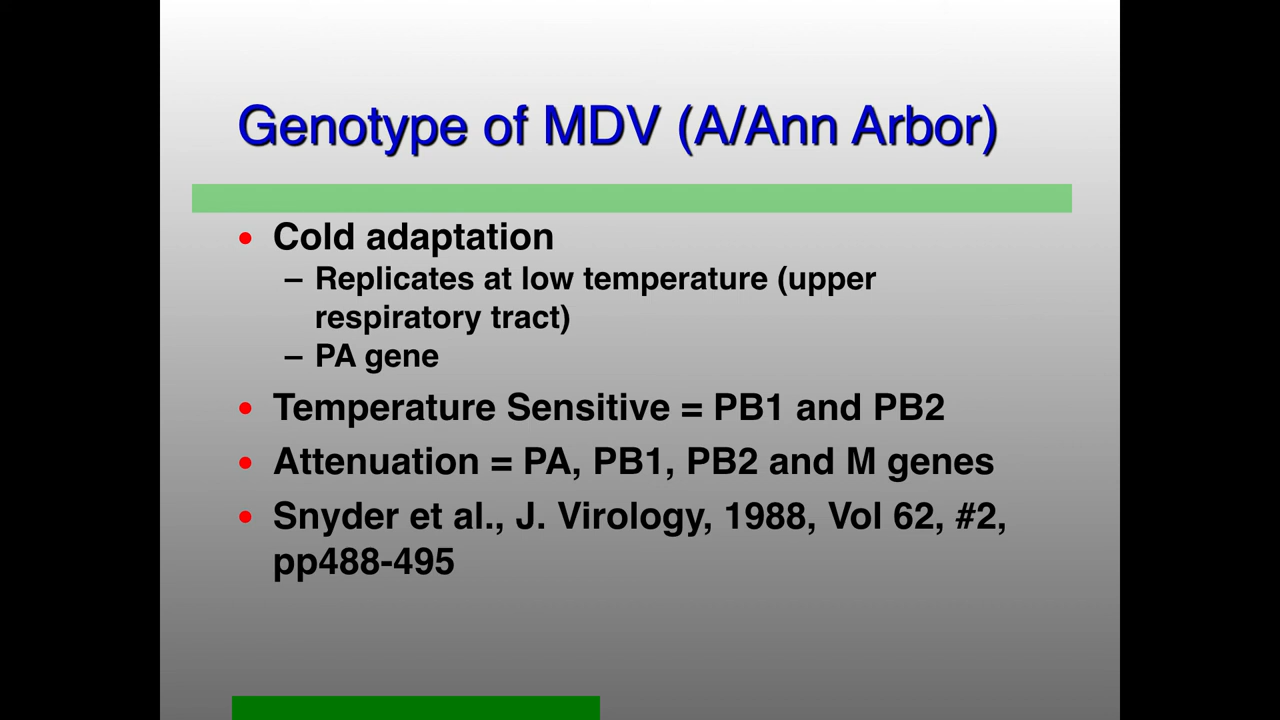 Genotype of MDV (A/Ann Arbor)
• Cold adaptation
– Replicates at low temperature (upper
respiratory tract)
– PA gene
• Temperature Sensitive = PB1 and PB2
• Attenuation = PA, PB1, PB2 and M genes
• Snyder et al., J. Virology, 1988, Vol 62, #2,
pp488-495